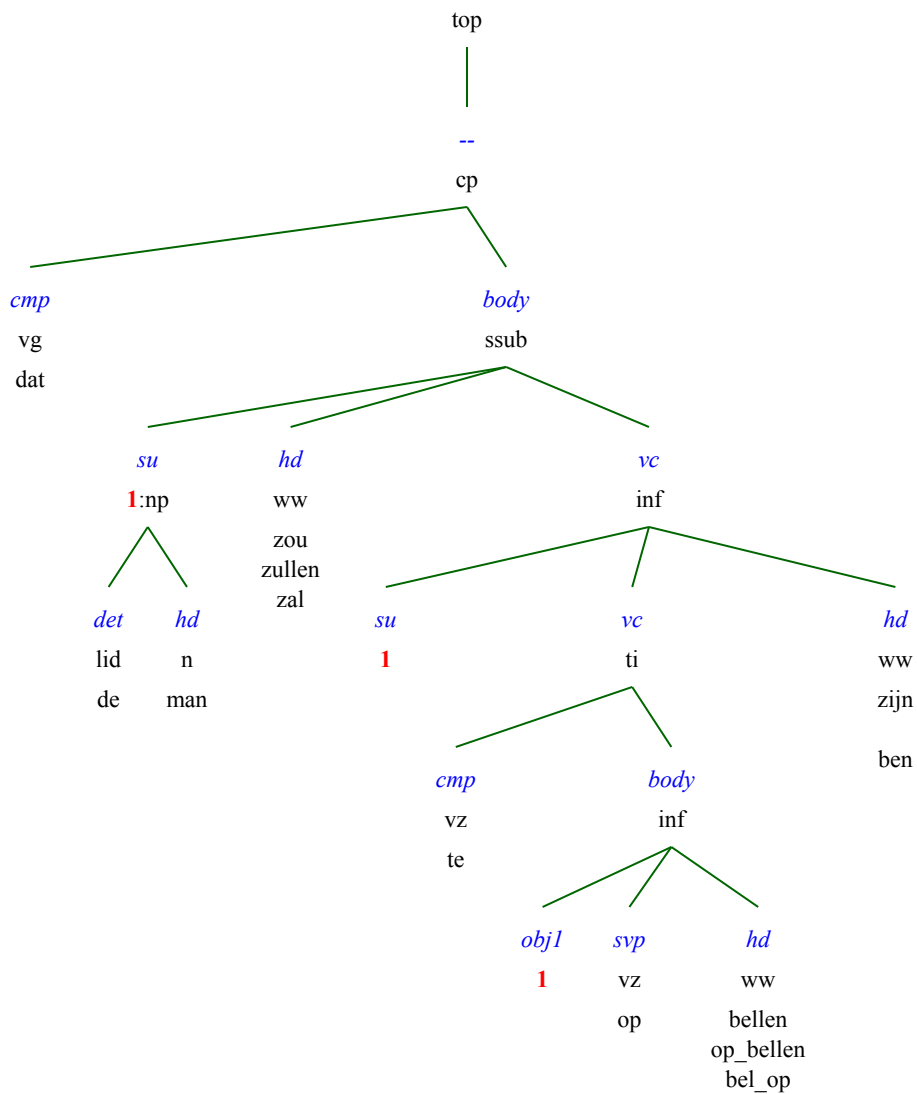 top
--
cp
cmp body
vg ssub
dat
su hd vc
1:np ww inf
zou
zullen
zal
det hd su vc hd
lid n 1 ti ww
de man zijn
ben
cmp body
vz inf
te
obj1 svp hd
1 vz ww
op bellen
op_bellen
bel_op